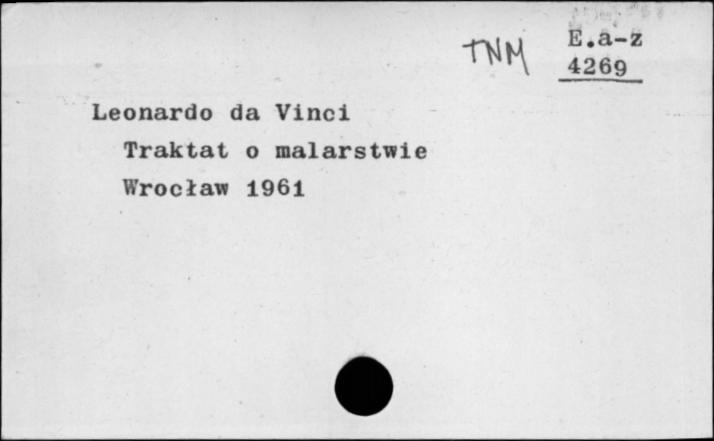 TNM
E.a-z
4269
Leonardo da Vinci
Traktat o malarstwie
Wrocław 1961